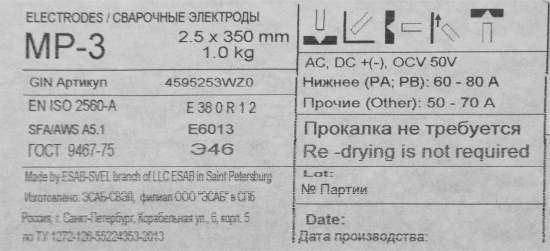 ELECTRODES / СВАРОЧНЫЕ ЭЛЕКТРОДЫ
MP-3
2.5 x 350 mm
1.0 kg
GIN Артикул 4595253WZ0
EN ISO 2560-A E 38 0 R 1 2
SFA/AWS A5.1 E6013
ГОСТ 9467-75 Э46
Made by ESAB-SVEL branch of LLC ESAB in Saint Petersburg
Изготовлено: ЭСАБ-СВЭЛ, филиал ООО "ЭСАБ" в СПб
Россия, г. Санкт-Петербург, Корабельная ул., 6, корп. 5
по ТУ 1272-126-55224353-2013
AC, DC +(-), OCV 50V
Нижнее (PA; PB): 60 - 80 A
Прочие (Other): 50 - 70 A
Прокалка не требуется
Re -drying is not required
Lot:
№ Партии
Date:
Дата производства: